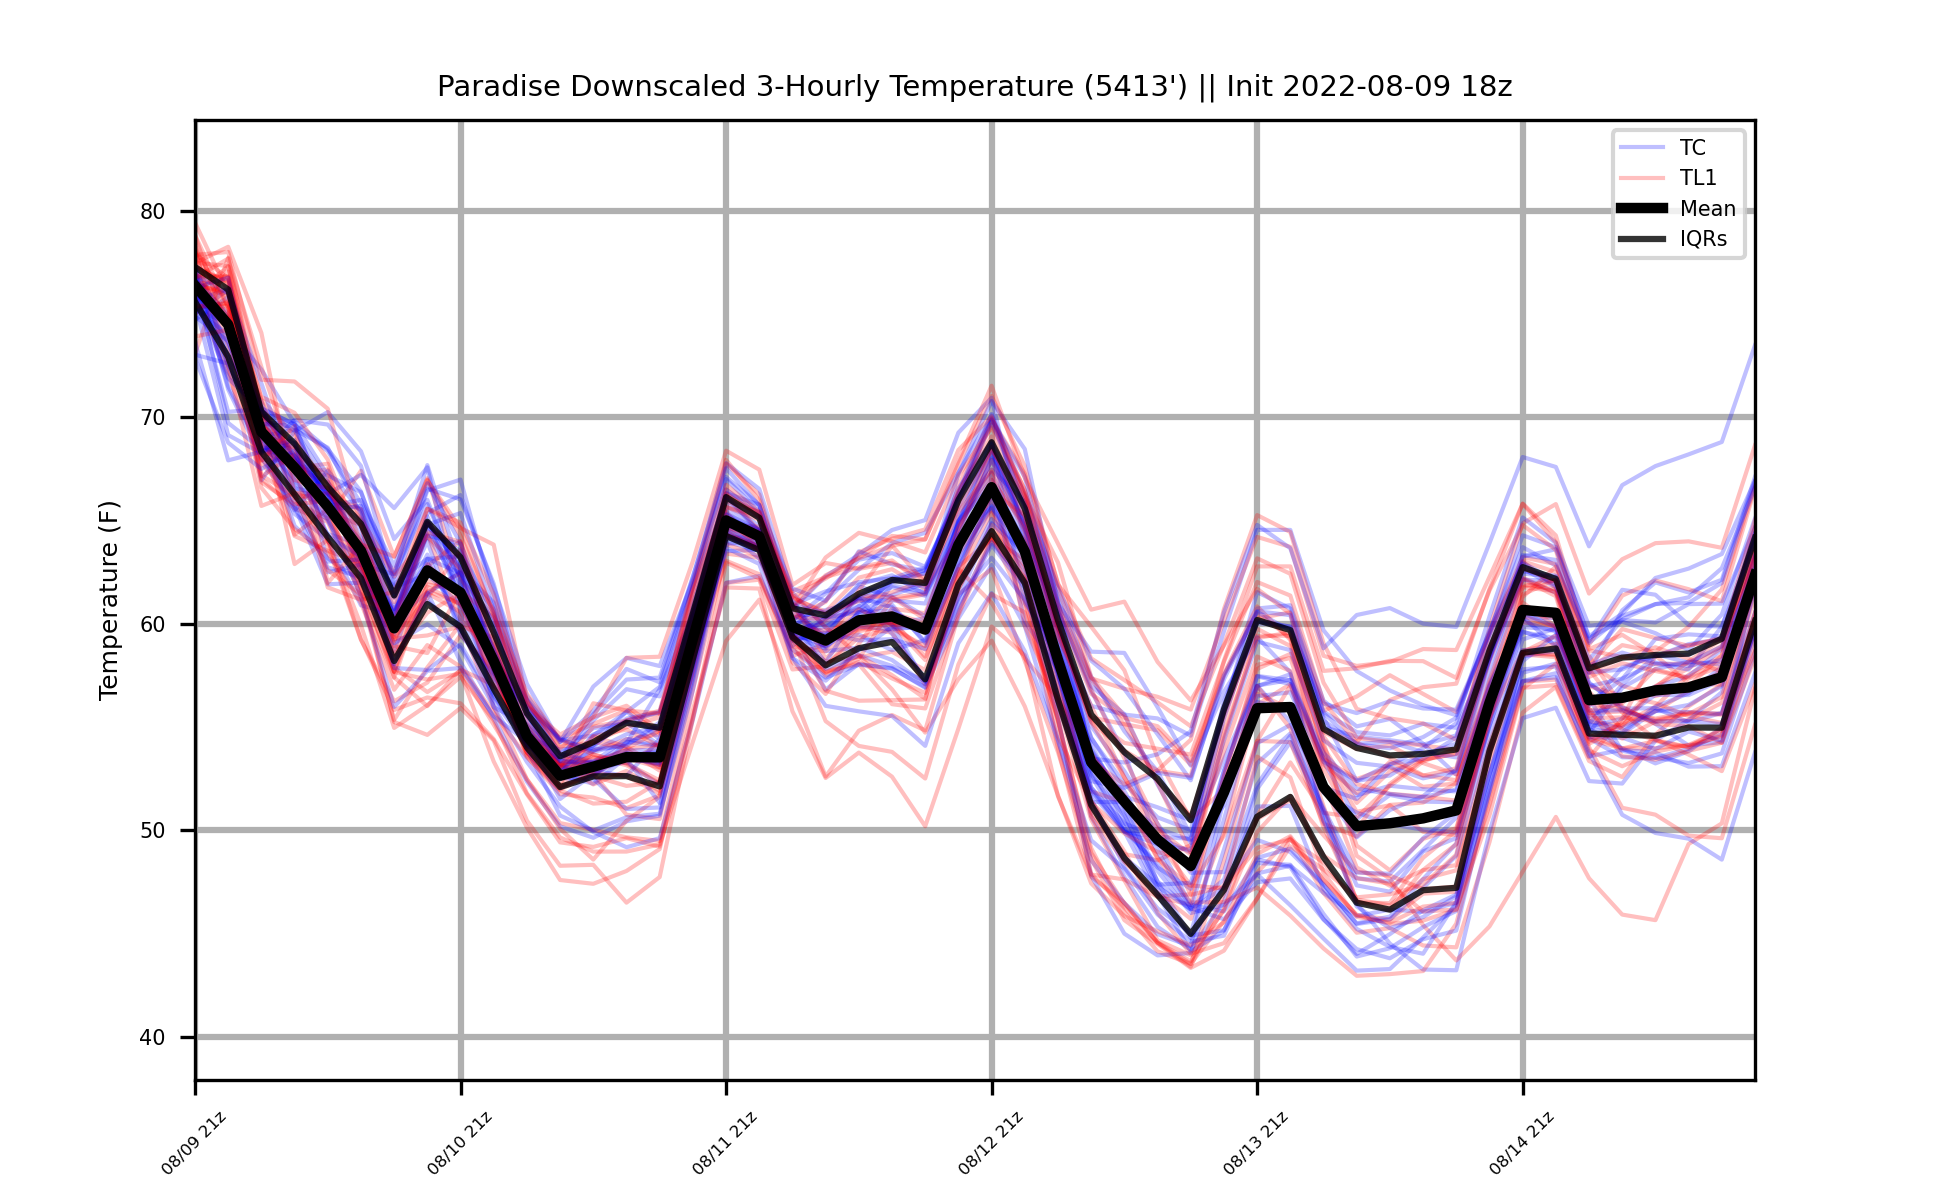 Paradise Downscaled 3-Hourly Temperature (5413') || Init 2022-08-09 18z
TC
TL1
Mean
IQRs
Temperature (F)
80
70
60
50
40
08/09 21z
08/10 21z
08/11 21z
08/12 21z
08/13 21z
08/14 21z